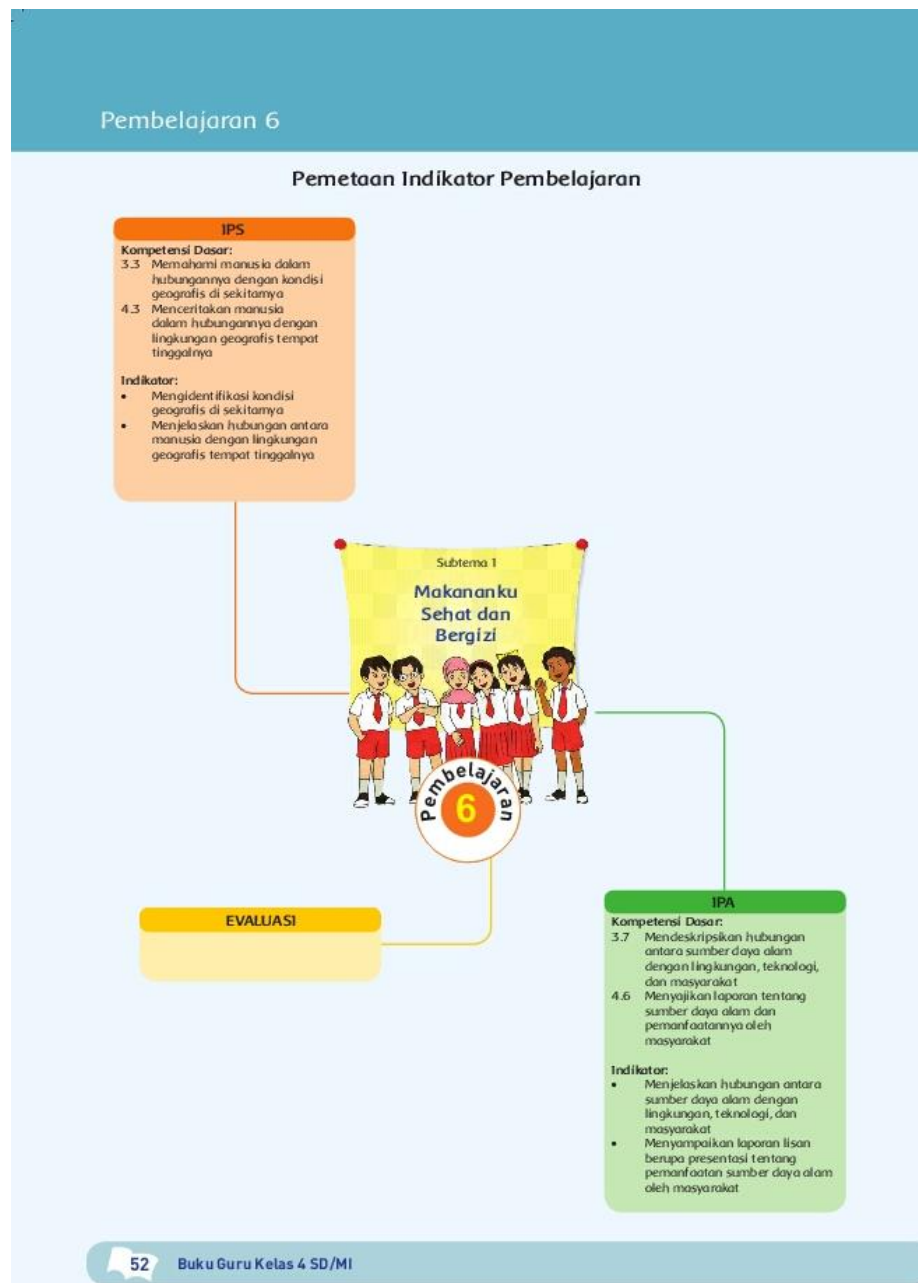 Pembelajaran 6
Pemetaan Indikator Pembelajaran
IPS
Kompetensi Dasar:
3.3 Memahami manusia dalam
hubungannya dengan kondisi
geografis di sekitarnya
4.3 Menceritakan manusia
dalam hubungannya dengan
lingkungan geografis tempat
tinggalnya
Indikator:
• Mengidentifikasi kondisi
geografis di sekitarnya
• Menjelaskan hubungan antara
manusia dengan lingkungan
geografis tempat tinggalnya
Subtema 1
Makananku
Sehat dan
Bergizi
Pembelajaran
6
EVALUASI
IPA
Kompetensi Dasar:
3.7 Mendeskripsikan hubungan
antara sumber daya alam
dengan lingkungan, teknologi,
dan masyarakat
4.6 Menyajikan laporan tentang
sumber daya alam dan
pemanfaatannya oleh
masyarakat
Indikator:
• Menjelaskan hubungan antara
sumber daya alam dengan
lingkungan, teknologi, dan
masyarakat
• Menyampaikan laporan lisan
berupa presentasi tentang
pemanfaatan sumber daya alam
oleh masyarakat
52 Buku Guru Kelas 4 SD/MI